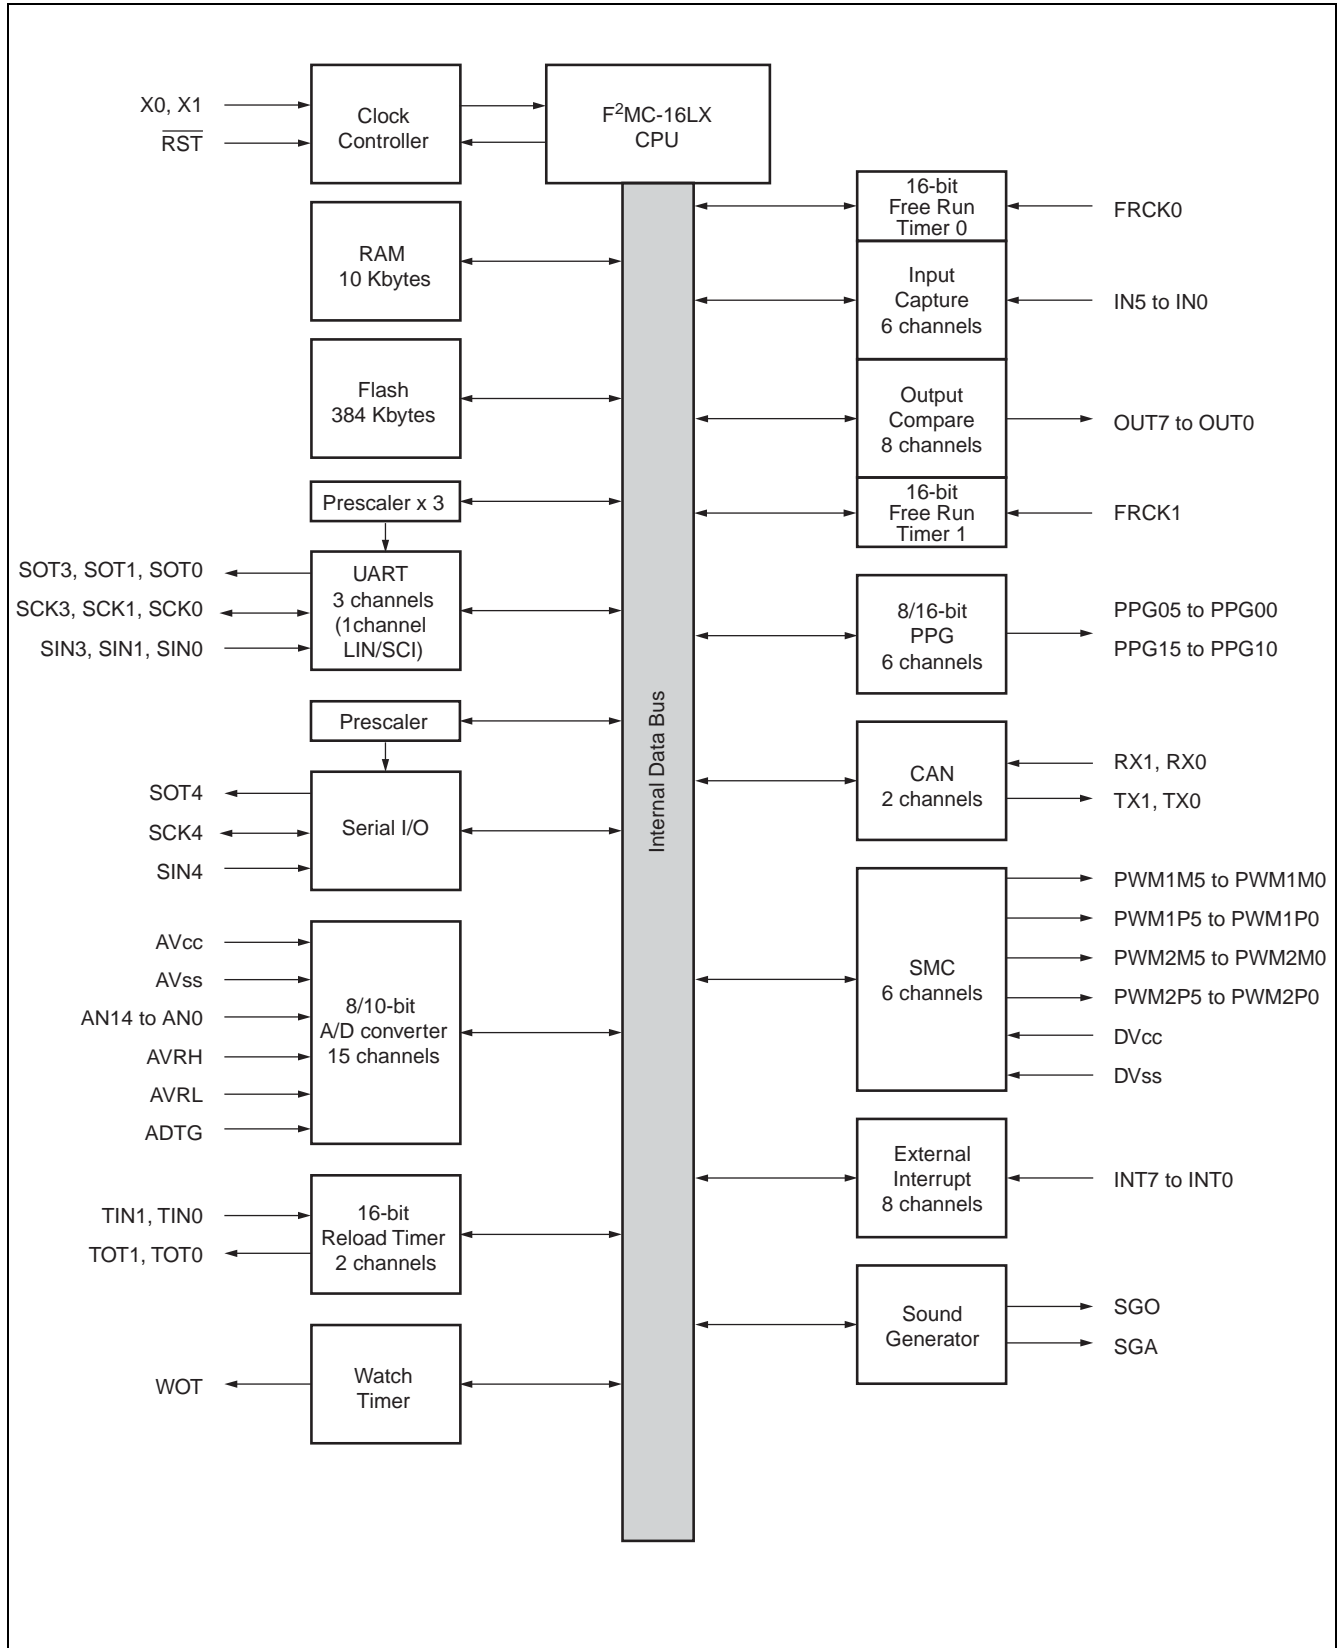 X0, X1
RST
Clock
Controller
F²MC-16LX
CPU
RAM
10 Kbytes
Flash
384 Kbytes
Prescaler x 3
SOT3, SOT1, SOT0
SCK3, SCK1, SCK0
SIN3, SIN1, SIN0
UART
3 channels
(1channel
LIN/SCI)
Prescaler
SOT4
SCK4
SIN4
Serial I/O
AVcc
AVss
AN14 to AN0
AVRH
AVRL
ADTG
8/10-bit
A/D converter
15 channels
TIN1, TIN0
TOT1, TOT0
16-bit
Reload Timer
2 channels
WOT
Watch
Timer
Internal Data Bus
16-bit
Free Run
Timer 0
FRCK0
Input
Capture
6 channels
IN5 to IN0
Output
Compare
8 channels
OUT7 to OUT0
16-bit
Free Run
Timer 1
FRCK1
8/16-bit
PPG
6 channels
PPG05 to PPG00
PPG15 to PPG10
CAN
2 channels
RX1, RX0
TX1, TX0
SMC
6 channels
PWM1M5 to PWM1M0
PWM1P5 to PWM1P0
PWM2M5 to PWM2M0
PWM2P5 to PWM2P0
DVcc
DVss
External
Interrupt
8 channels
INT7 to INT0
Sound
Generator
SGO
SGA